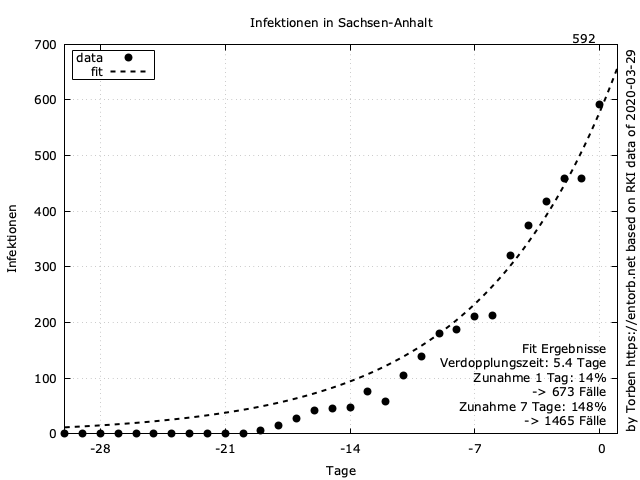 Infektionen in Sachsen-Anhalt
592
700
600
500
400
300
200
100
0
data
fit
Infektionen
Fit Ergebnisse
Verdopplungszeit: 5.4 Tage
Zunahme 1 Tag: 14%
-> 673 Fälle
Zunahme 7 Tage: 148%
-> 1465 Fälle
-28 -21 -14 -7 0
Tage
by Torben https://entorb.net based on RKI data of 2020-03-29